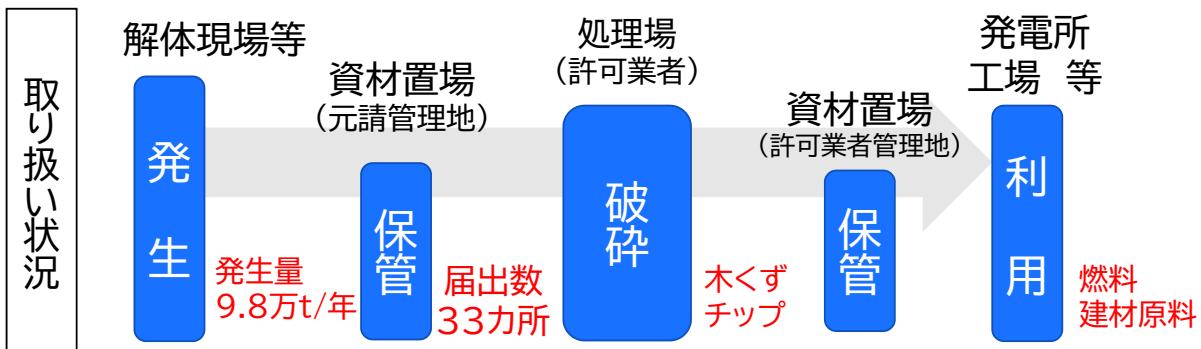 取り扱い状況
解体現場等
発生
発生量
9.8万t/年
資材置場
（元請管理地）
保管
届出数
33カ所
処理場
（許可業者）
破砕
木くず
チップ
資材置場
（許可業者管理地）
保管
発電所
工場　等
利用
燃料
建材原料